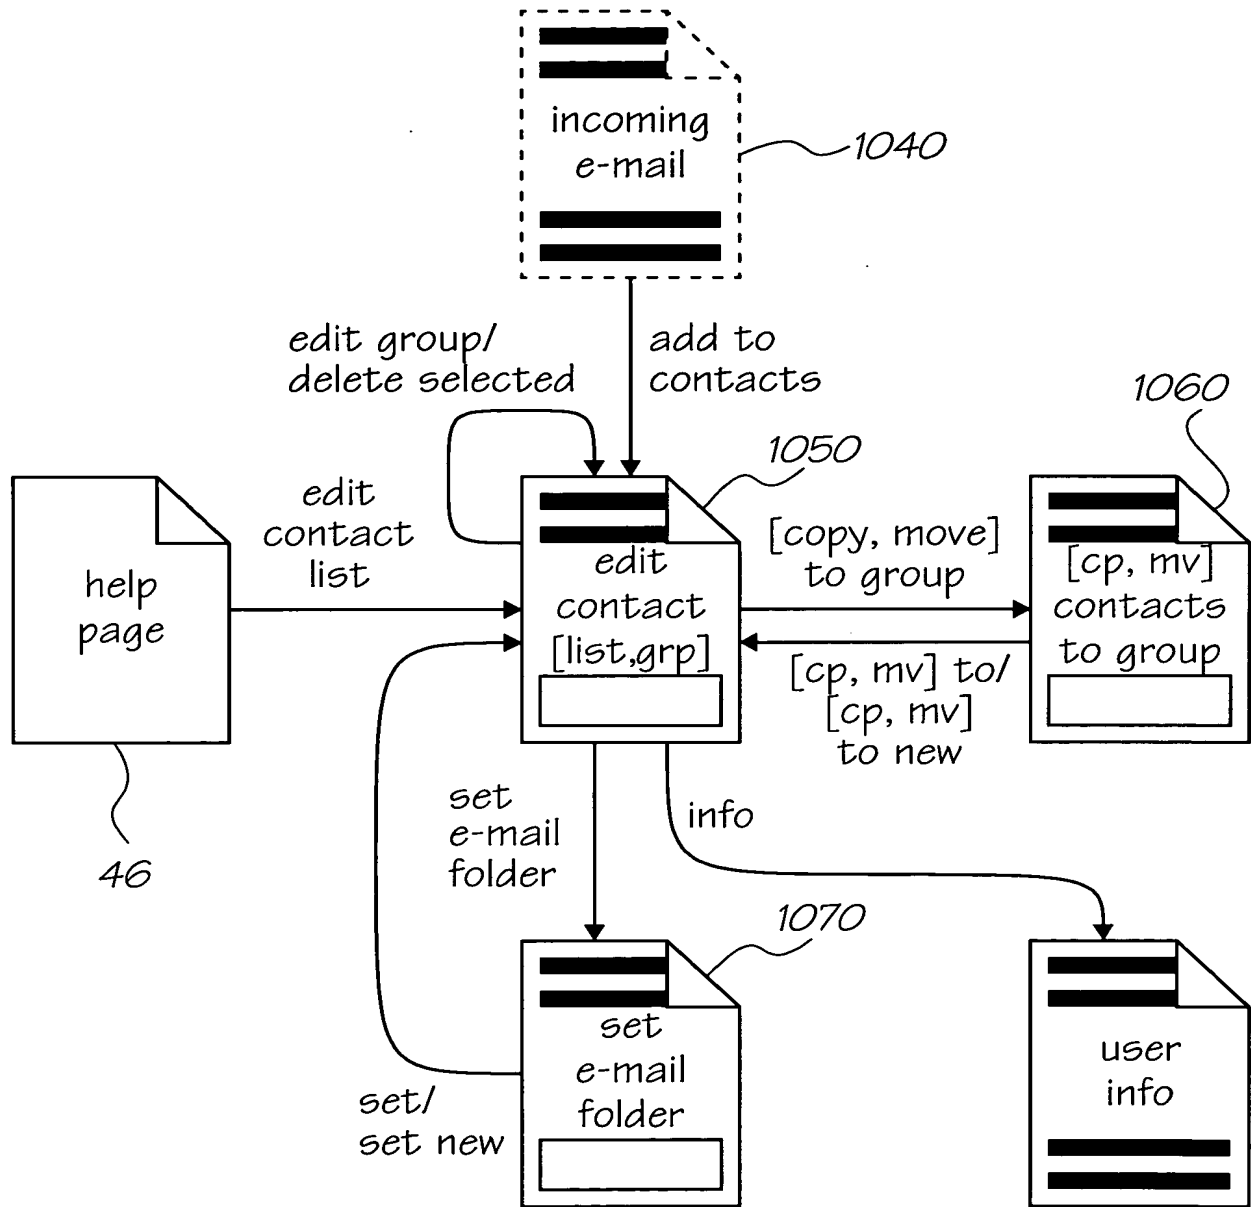 incoming
e-mail
1040
edit group/
delete selected
add to
contacts
1060
1050
edit
contact
list
[copy, move]
to group
help
page
edit
contact
[list,grp]
[cp, mv]
contacts
to group
[cp, mv] to/
[cp, mv]
to new
46
set
e-mail
folder
info
1070
set
e-mail
folder
user
info
set/
set new